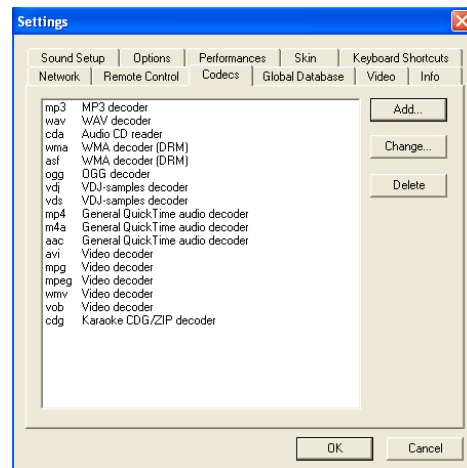 Settings
Sound Setup Options Performances Skin Keyboard Shortcuts
Network Remote Control Codecs Global Database Video Info
mp3 MP3 decoder
wav WAV decoder
cda Audio CD reader
wma WMA decoder (DRM)
asf WMA decoder (DRM)
ogg OGG decoder
vdj VDJ-samples decoder
vds VDJ-samples decoder
mp4 General QuickTime audio decoder
m4a General QuickTime audio decoder
aac General QuickTime audio decoder
avi Video decoder
mpg Video decoder
mpeg Video decoder
wmv Video decoder
vob Video decoder
cdg Karaoke CDG/ZIP decoder
Add...
Change...
Delete
OK Cancel